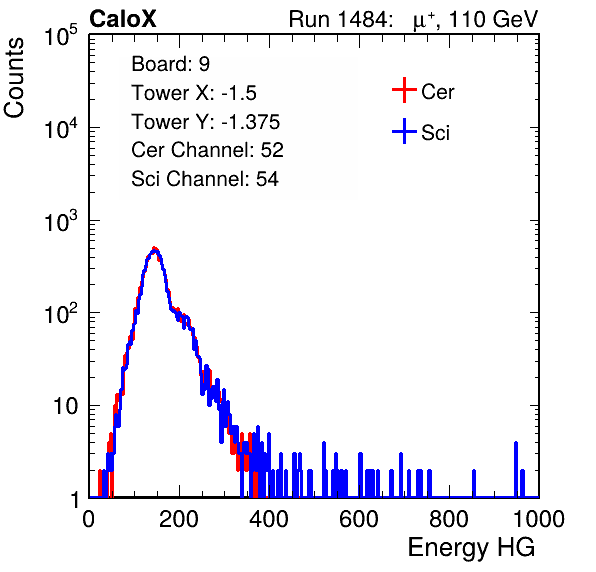 CaloX Run 1484: μ⁺, 110 GeV
Counts
10⁵
10⁴
10³
10²
10
1
Board: 9
Tower X: -1.5
Tower Y: -1.375
Cer Channel: 52
Sci Channel: 54
Cer
Sci
0 200 400 600 800 1000
Energy HG